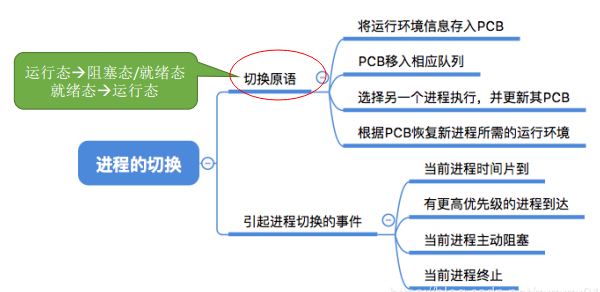 运行态→阻塞态/就绪态
就绪态→运行态
进程的切换
切换原语
将运行环境信息存入PCB
PCB移入相应队列
选择另一个进程执行，并更新其PCB
根据PCB恢复新进程所需的运行环境
引起进程切换的事件
当前进程时间片到
有更高优先级的进程到达
当前进程主动阻塞
当前进程终止